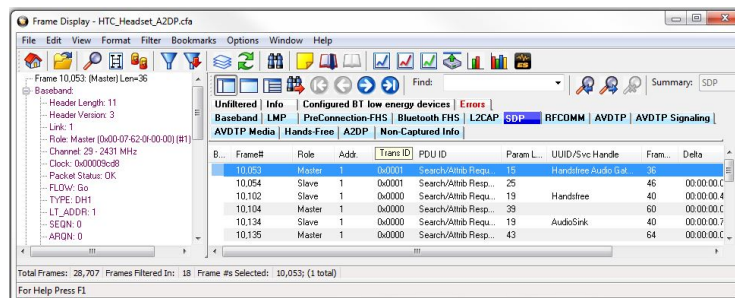 Frame Display - HTC_Headset_A2DP.cfa
File Edit View Format Filter Bookmarks Options Window Help
Find:
Summary: SDP
Frame 10,053: (Master) Len=36
Baseband:
Header Length: 11
Header Version: 3
Link: 1
Role: Master (0x00-07-62-0f-00-00) (#1)
Channel: 29 - 2431 MHz
Clock: 0x00009cd8
Packet Status: OK
FLOW: Go
TYPE: DH1
LT_ADDR: 1
SEQN: 0
ARQN: 0
Unfiltered Info Configured BT low energy devices Errors
Baseband LMP PreConnection-FHS Bluetooth FHS L2CAP SDP RFCOMM AVDTP AVDTP Signaling
AVDTP Media Hands-Free A2DP Non-Captured Info
B... Frame# Role Addr. Trans ID PDU ID Param L... UUID/Svc Handle Fram... Delta
10,053 Master 1 0x0001 Search/Attrib Requ... 15 Handsfree Audio Gat... 36
10,054 Slave 1 0x0001 Search/Attrib Resp... 25 46 00:00:00.0
10,102 Slave 1 0x0000 Search/Attrib Requ... 19 Handsfree 40 00:00:00.4
10,104 Master 1 0x0000 Search/Attrib Resp... 39 60 00:00:00.0
10,134 Slave 1 0x0000 Search/Attrib Requ... 19 AudioSink 40 00:00:00.7
10,135 Master 1 0x0000 Search/Attrib Resp... 43 64 00:00:00.0
Total Frames: 28,707 Frames Filtered In: 18 Frame #s Selected: 10,053; (1 total)
For Help Press F1